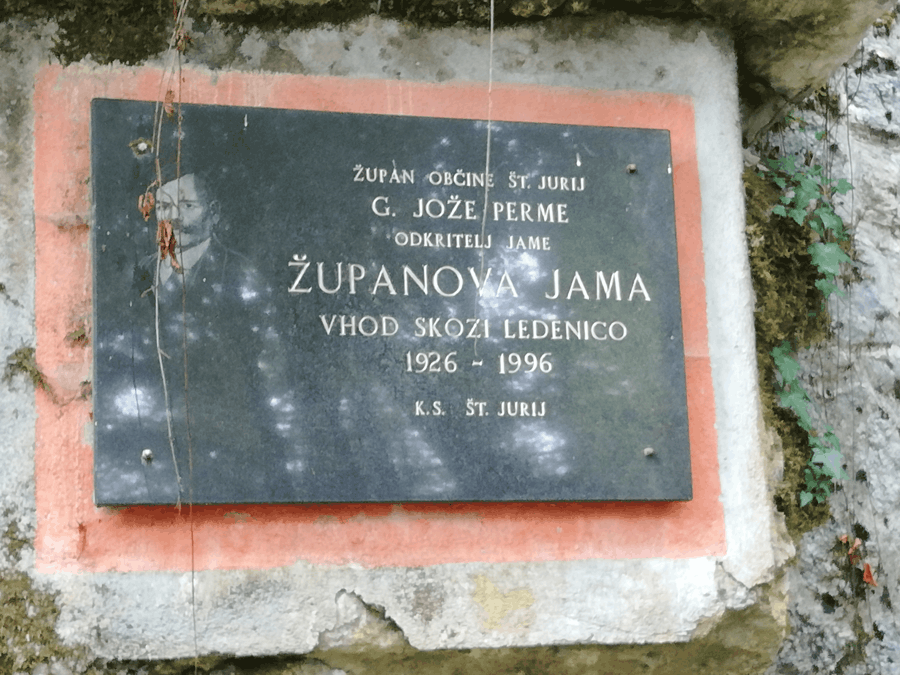 ŽUPAN OBČINE ŠT. JURIJ
G. JOŽE PERME
ODKRITELJ JAME
ŽUPANOVA JAMA
VHOD SKOZI LEDENICO
1926 - 1996
K.S. ŠT. JURIJ